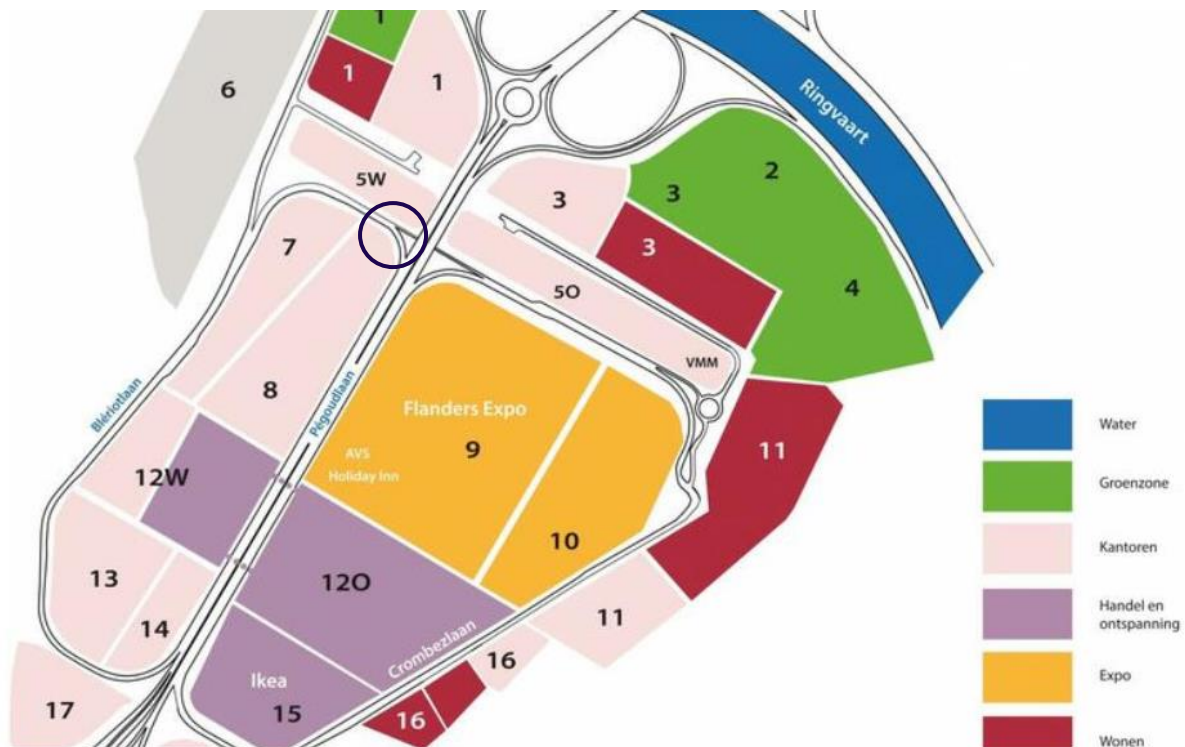 1
1
1
6
Ringvaart
5W
2
3
3
3
7
4
5O
VMM
8
Blériotlaan
Pégoudlaan
Flanders Expo
9
AVS
Holiday Inn
11
12W
10
13
12O
11
14
Crombezlaan
16
Ikea
15
16
17
Water
Groenzone
Kantoren
Handel en
ontspanning
Expo
Wonen